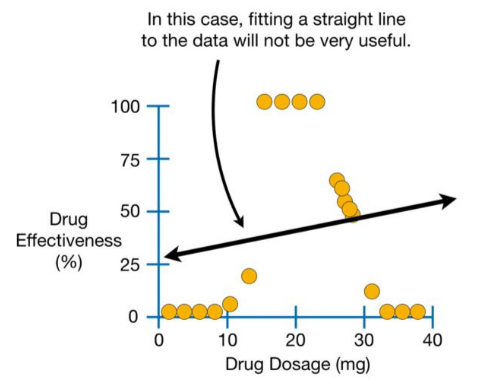 In this case, fitting a straight line
to the data will not be very useful.
100
75
50
25
0
Drug
Effectiveness
(%)
0
10
20
30
40
Drug Dosage (mg)